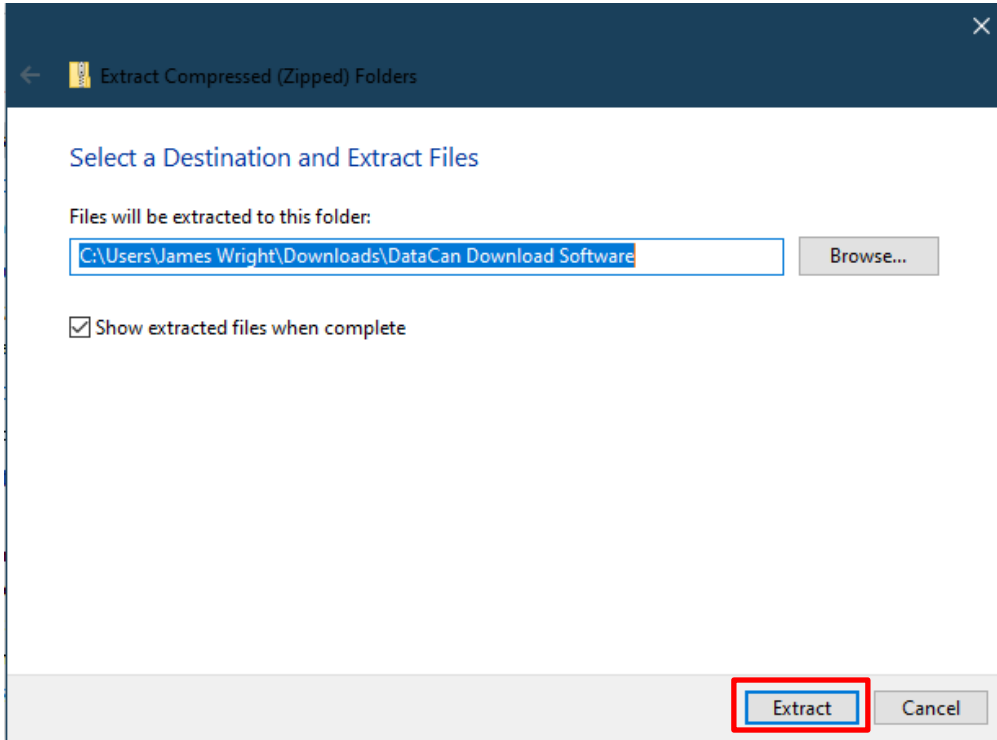 Extract Compressed (Zipped) Folders
Select a Destination and Extract Files
Files will be extracted to this folder:
C:\Users\James Wright\Downloads\DataCan Download Software
Browse...
Show extracted files when complete
Extract
Cancel